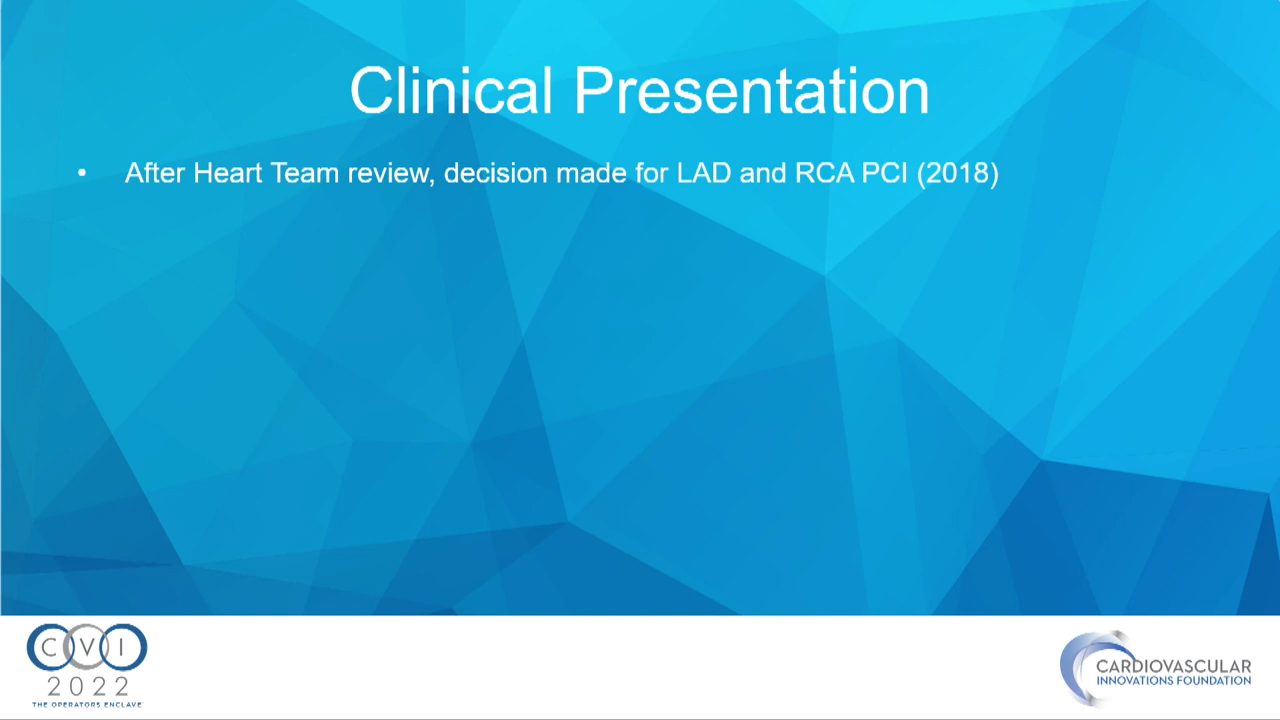 Clinical Presentation
• After Heart Team review, decision made for LAD and RCA PCI (2018)
CVI
2022
THE OPERATORS ENCLAVE
CARDIOVASCULAR
INNOVATIONS FOUNDATION